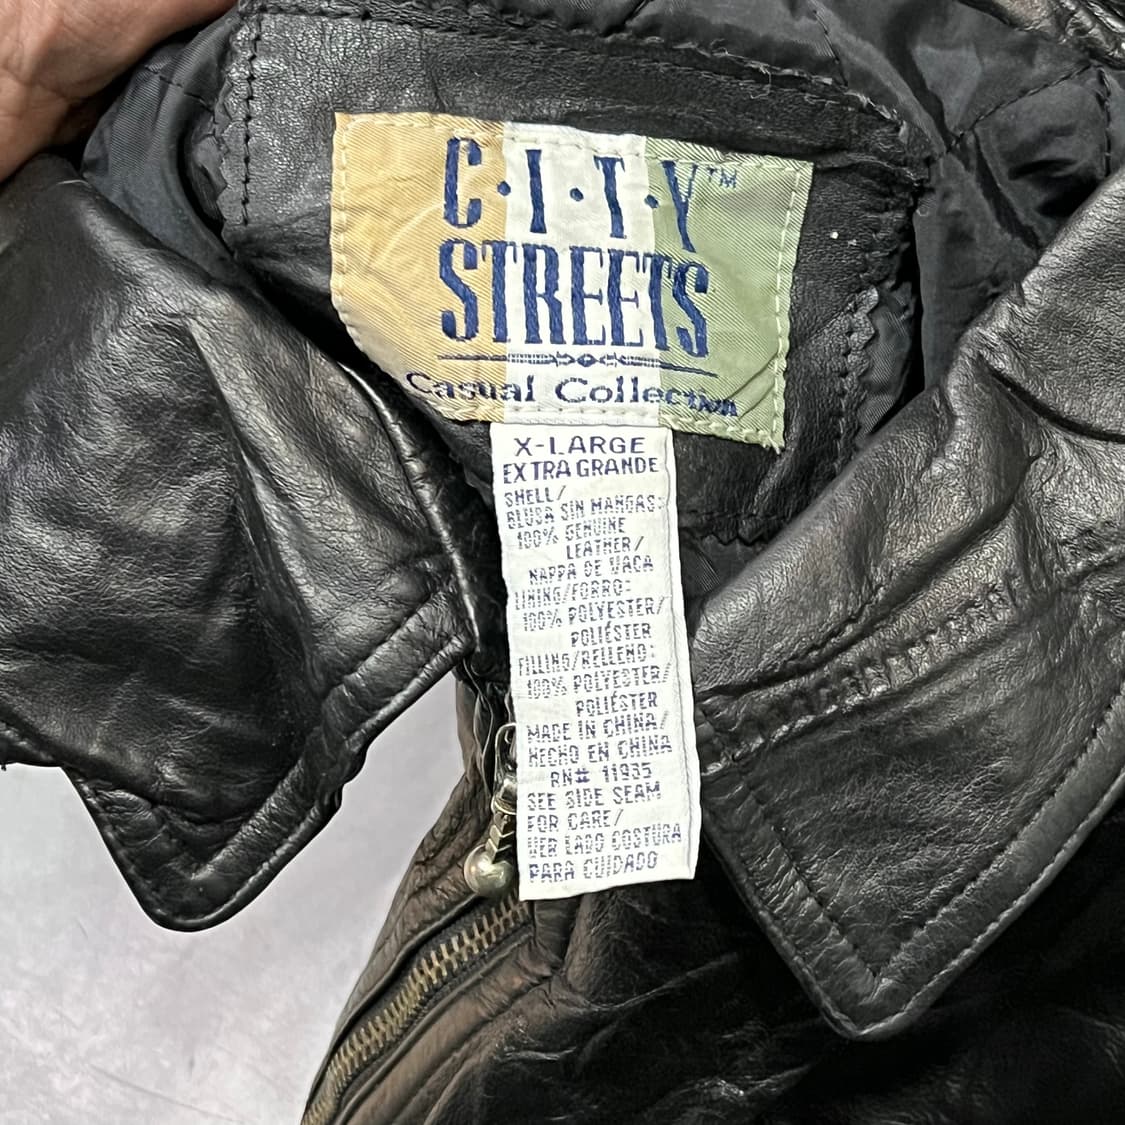 C·I·T·Y™
STREETS
Casual Collection
X-LARGE
EXTRA GRANDE
SHELL/
BLUSA SIN MANGAS:
100% GENUINE
LEATHER/
NAPPA DE VACA
LINING/FORRO:
100% POLYESTER/
POLIÉSTER
FILLING/RELLENO:
100% POLYESTER/
POLIÉSTER
MADE IN CHINA/
HECHO EN CHINA
RN# 11935
SEE SIDE SEAM
FOR CARE/
VER LADO COSTURA
PARA CUIDADO